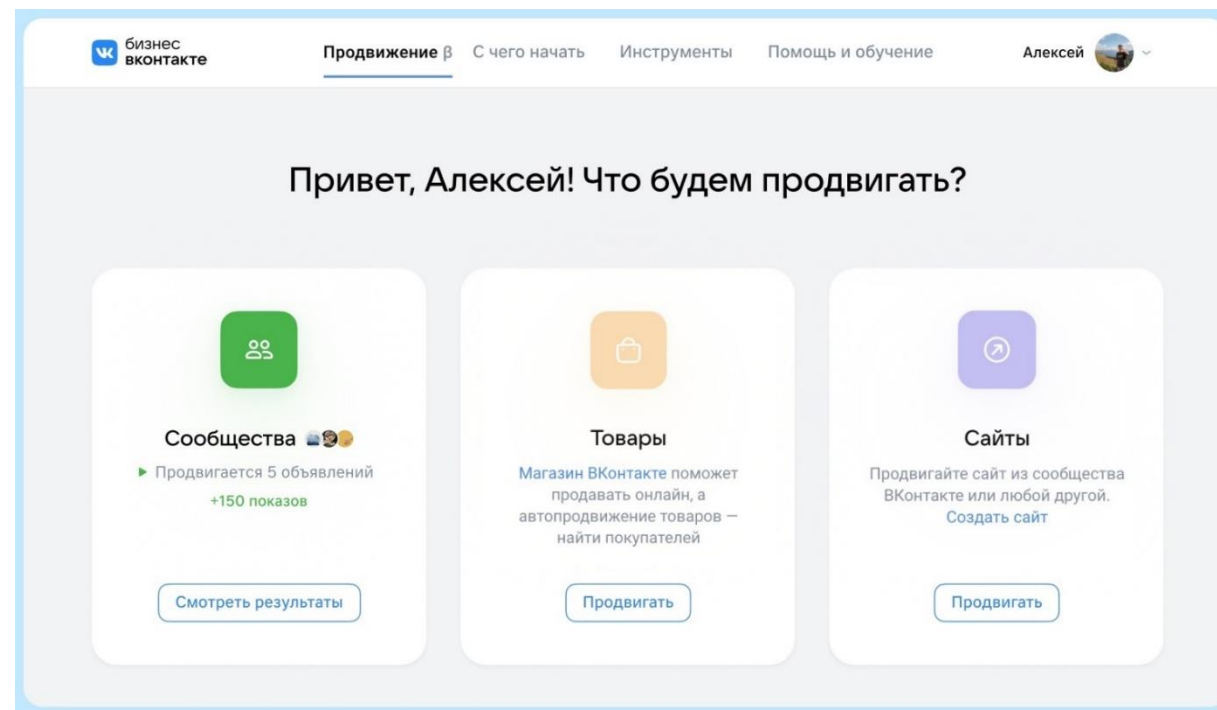 бизнес
вконтакте
Продвижение β
С чего начать
Инструменты
Помощь и обучение
Алексей
Привет, Алексей! Что будем продвигать?
Сообщества
Продвигается 5 объявлений
+150 показов
Смотреть результаты
Товары
Магазин ВКонтакте поможет
продавать онлайн, а
автопродвижение товаров —
найти покупателей
Продвигать
Сайты
Продвигайте сайт из сообщества
ВКонтакте или любой другой.
Создать сайт
Продвигать